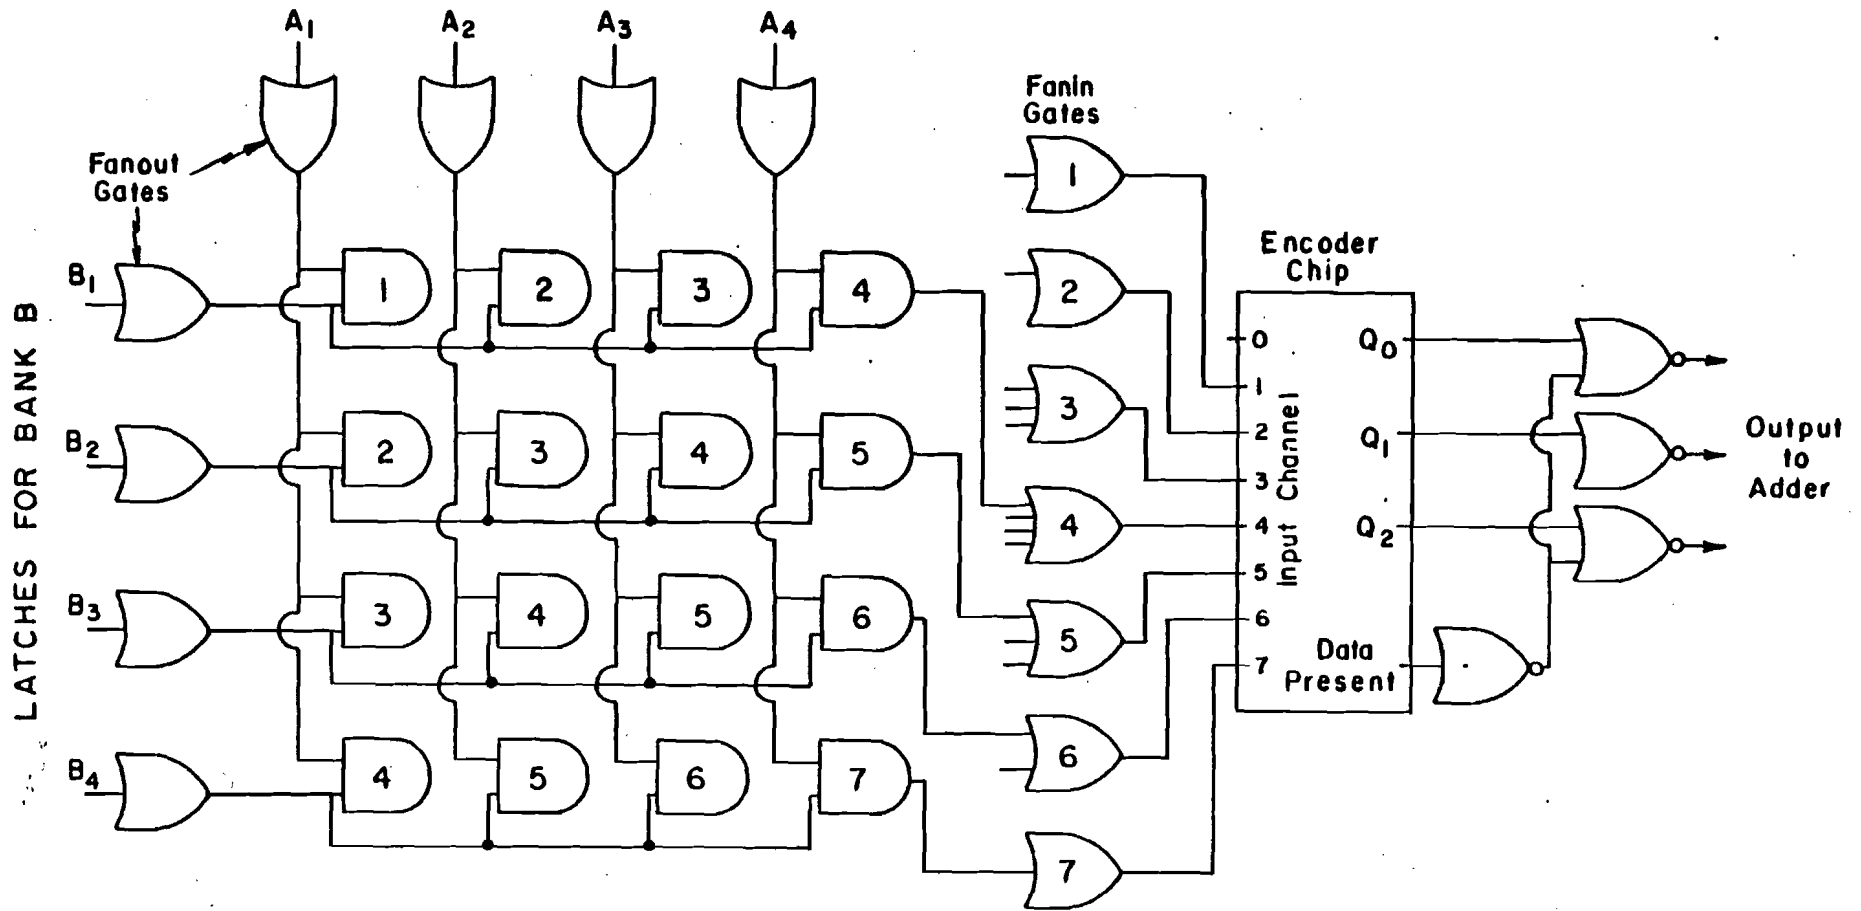 A1 A2 A3 A4
Fanin
Gates
Fanout
Gates
LATCHES FOR BANK B
B1
1 2 3 4
B2
2 3 4 5
B3
3 4 5 6
B4
4 5 6 7
1
2
3
4
5
6
7
Encoder
Chip
0
1
2
3
4
5
6
7
Input Channel
Q0
Q1
Q2
Data
Present
Output
to
Adder